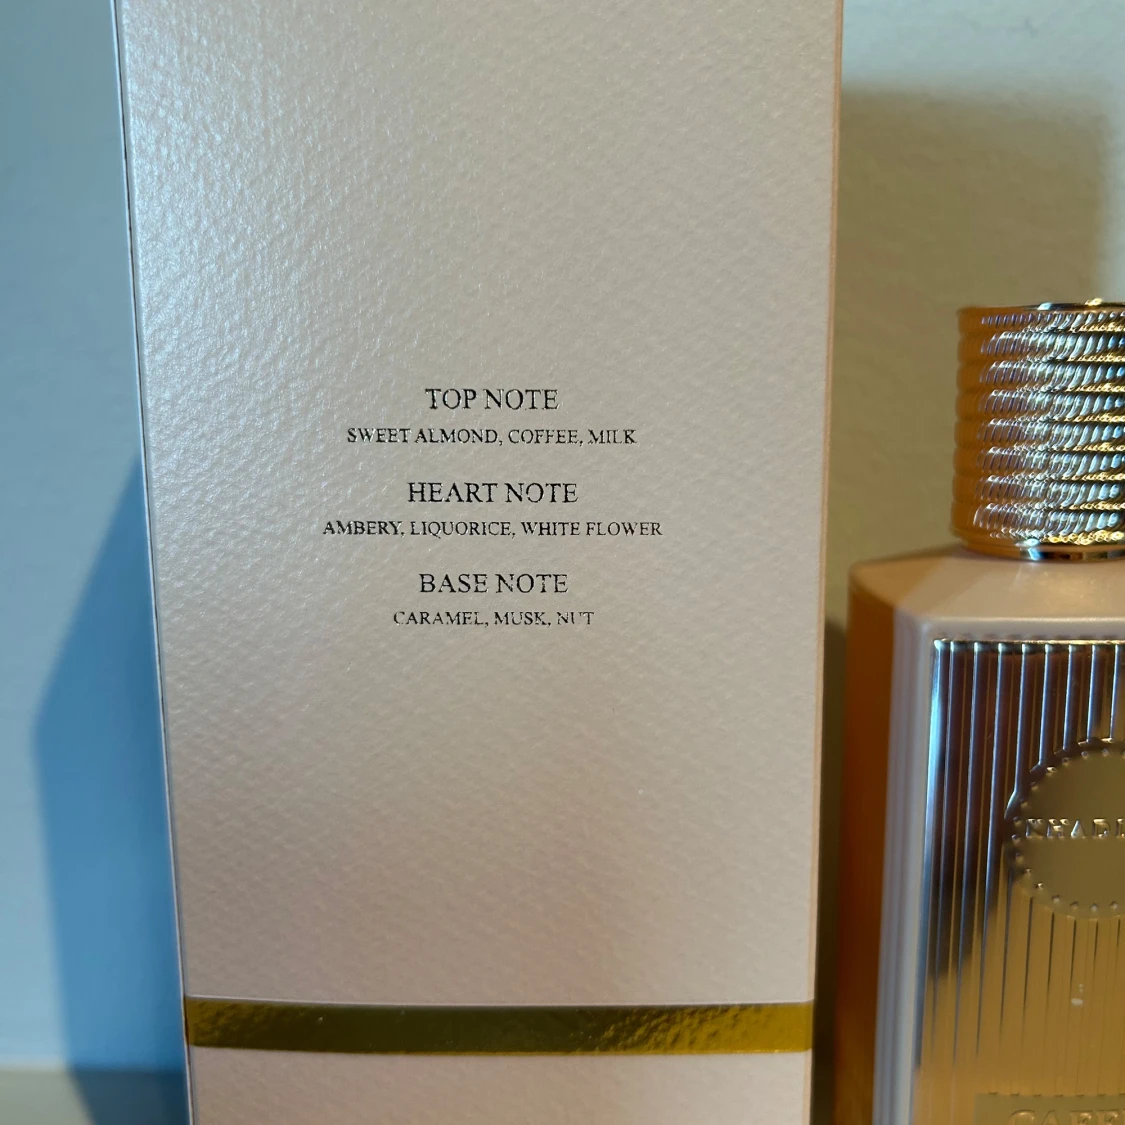 TOP NOTE
SWEET ALMOND, COFFEE, MILK
HEART NOTE
AMBERY, LIQUORICE, WHITE FLOWER
BASE NOTE
CARAMEL, MUSK, NUT